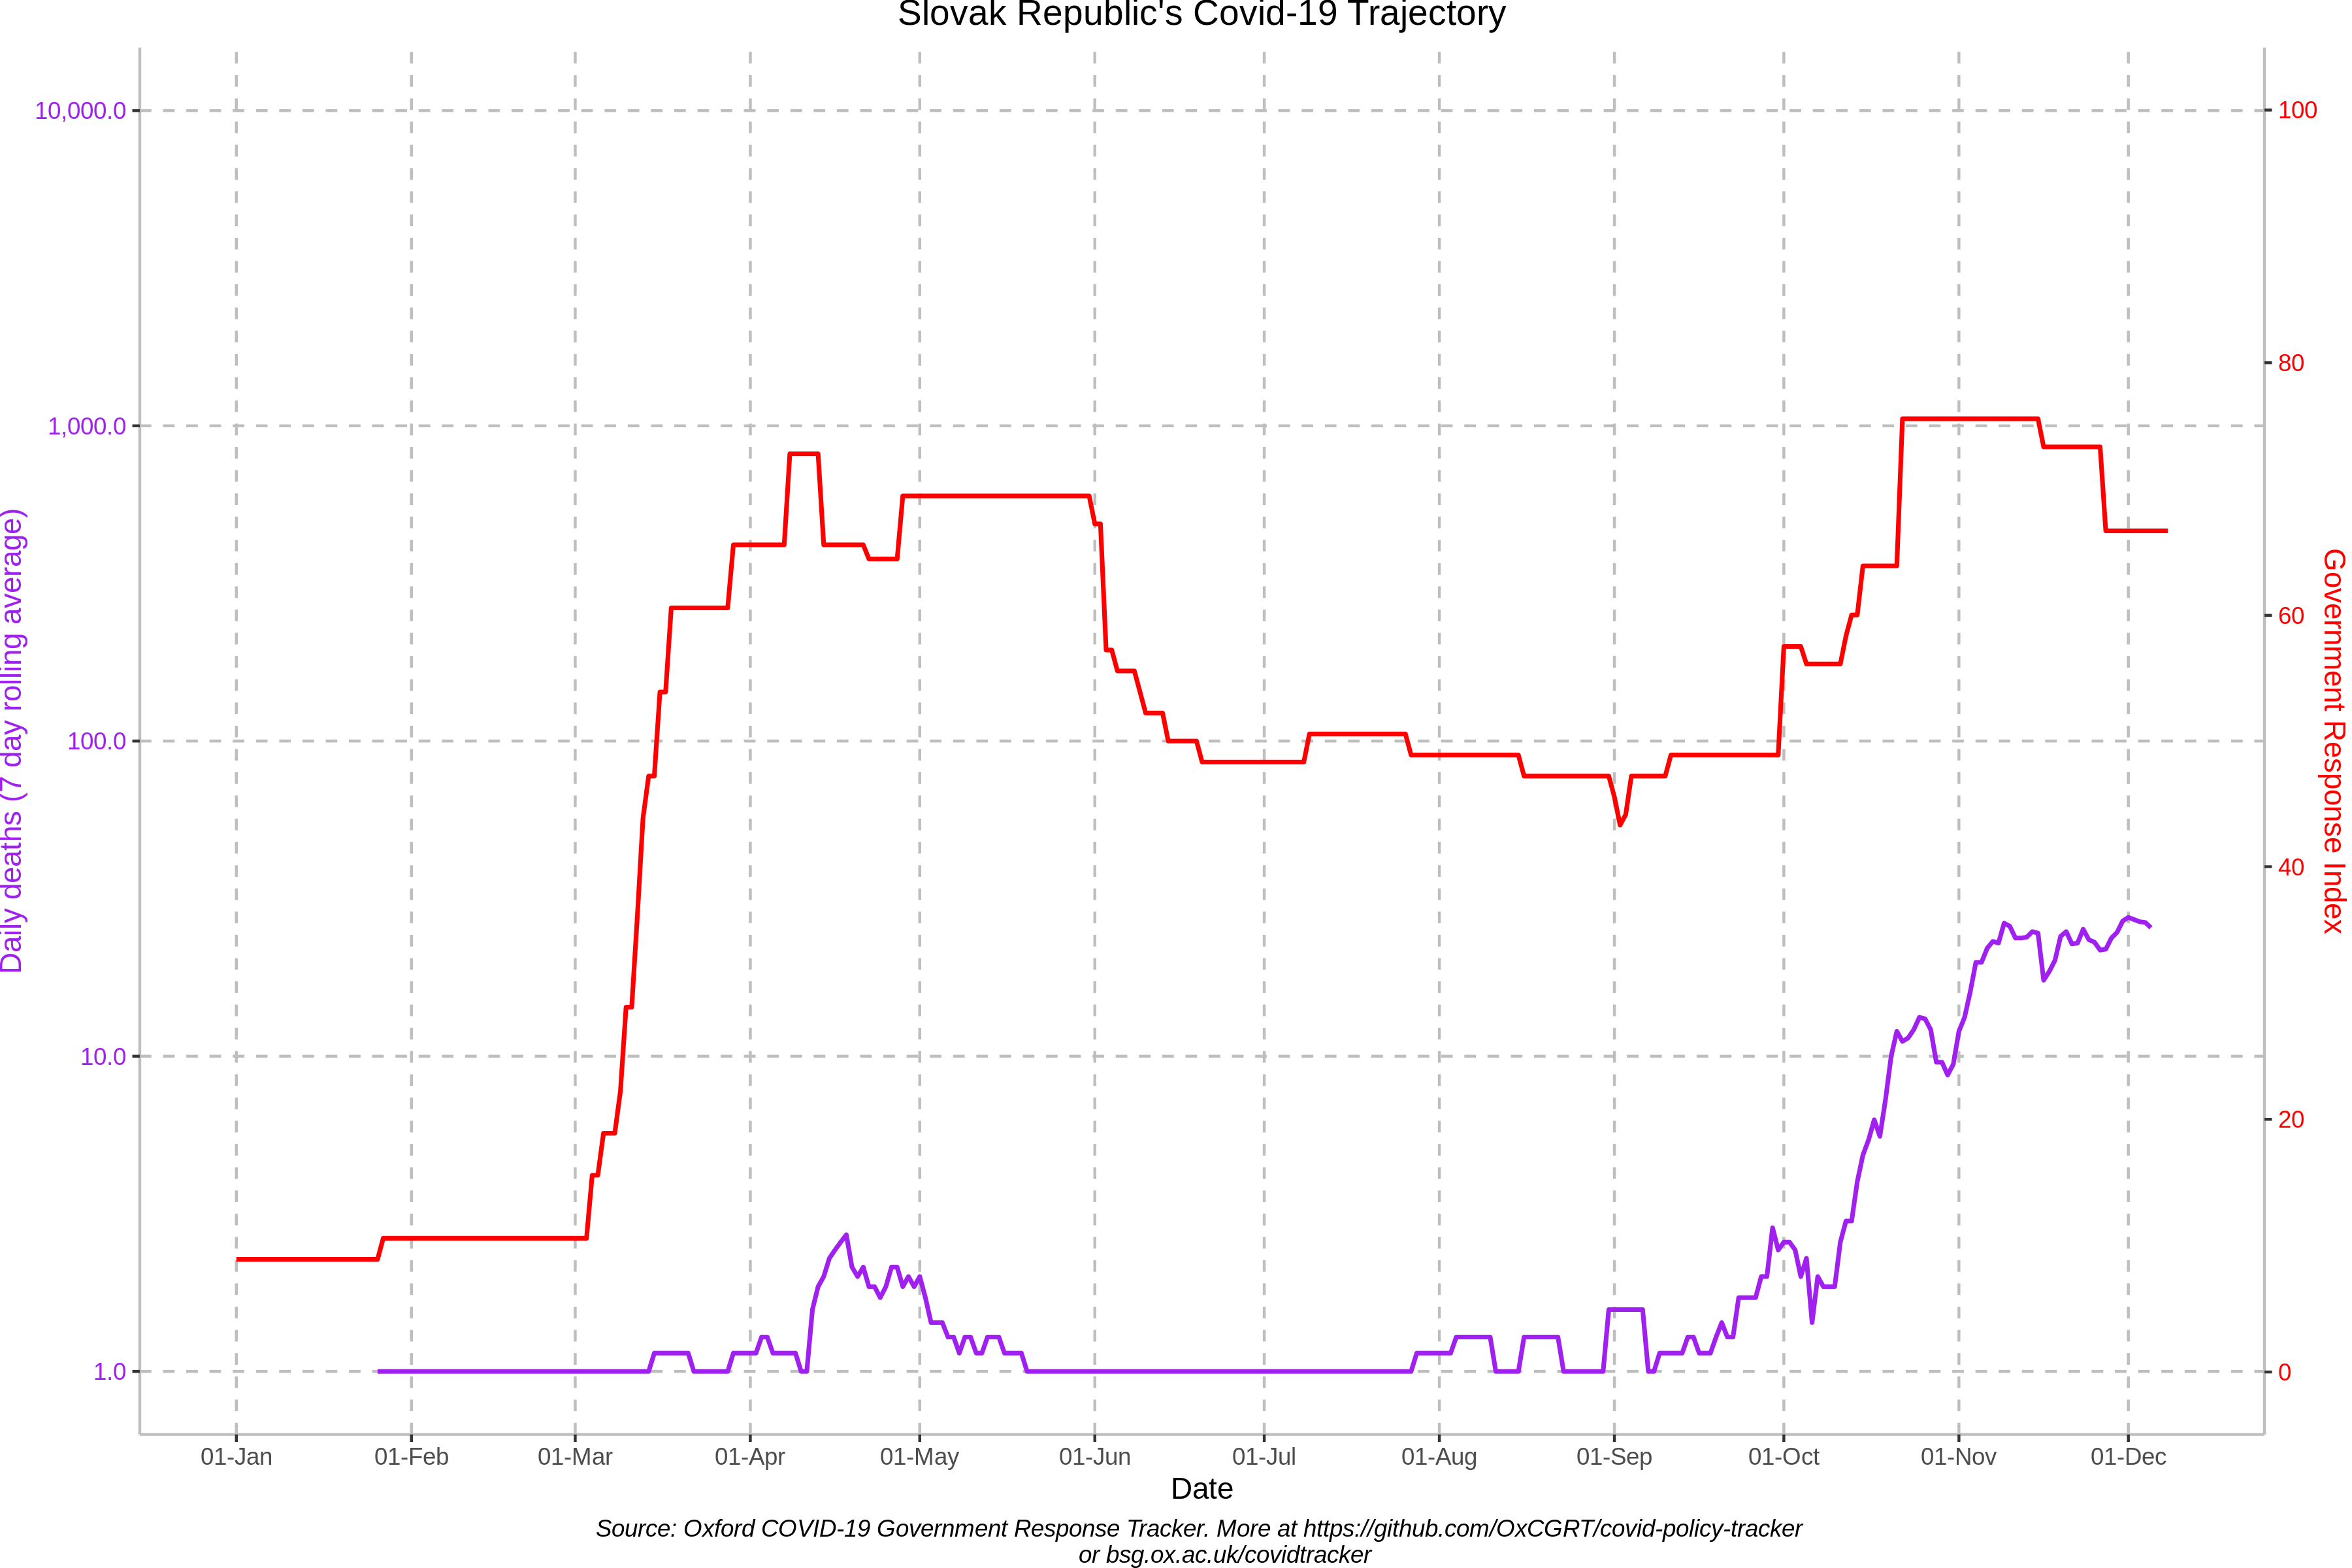 Slovak Republic's Covid-19 Trajectory
Daily deaths (7 day rolling average)
10,000.0
1,000.0
100.0
10.0
1.0
100
80
60
40
20
0
Government Response Index
01-Jan 01-Feb 01-Mar 01-Apr 01-May 01-Jun 01-Jul 01-Aug 01-Sep 01-Oct 01-Nov 01-Dec
Date
Source: Oxford COVID-19 Government Response Tracker. More at https://github.com/OxCGRT/covid-policy-tracker
or bsg.ox.ac.uk/covidtracker